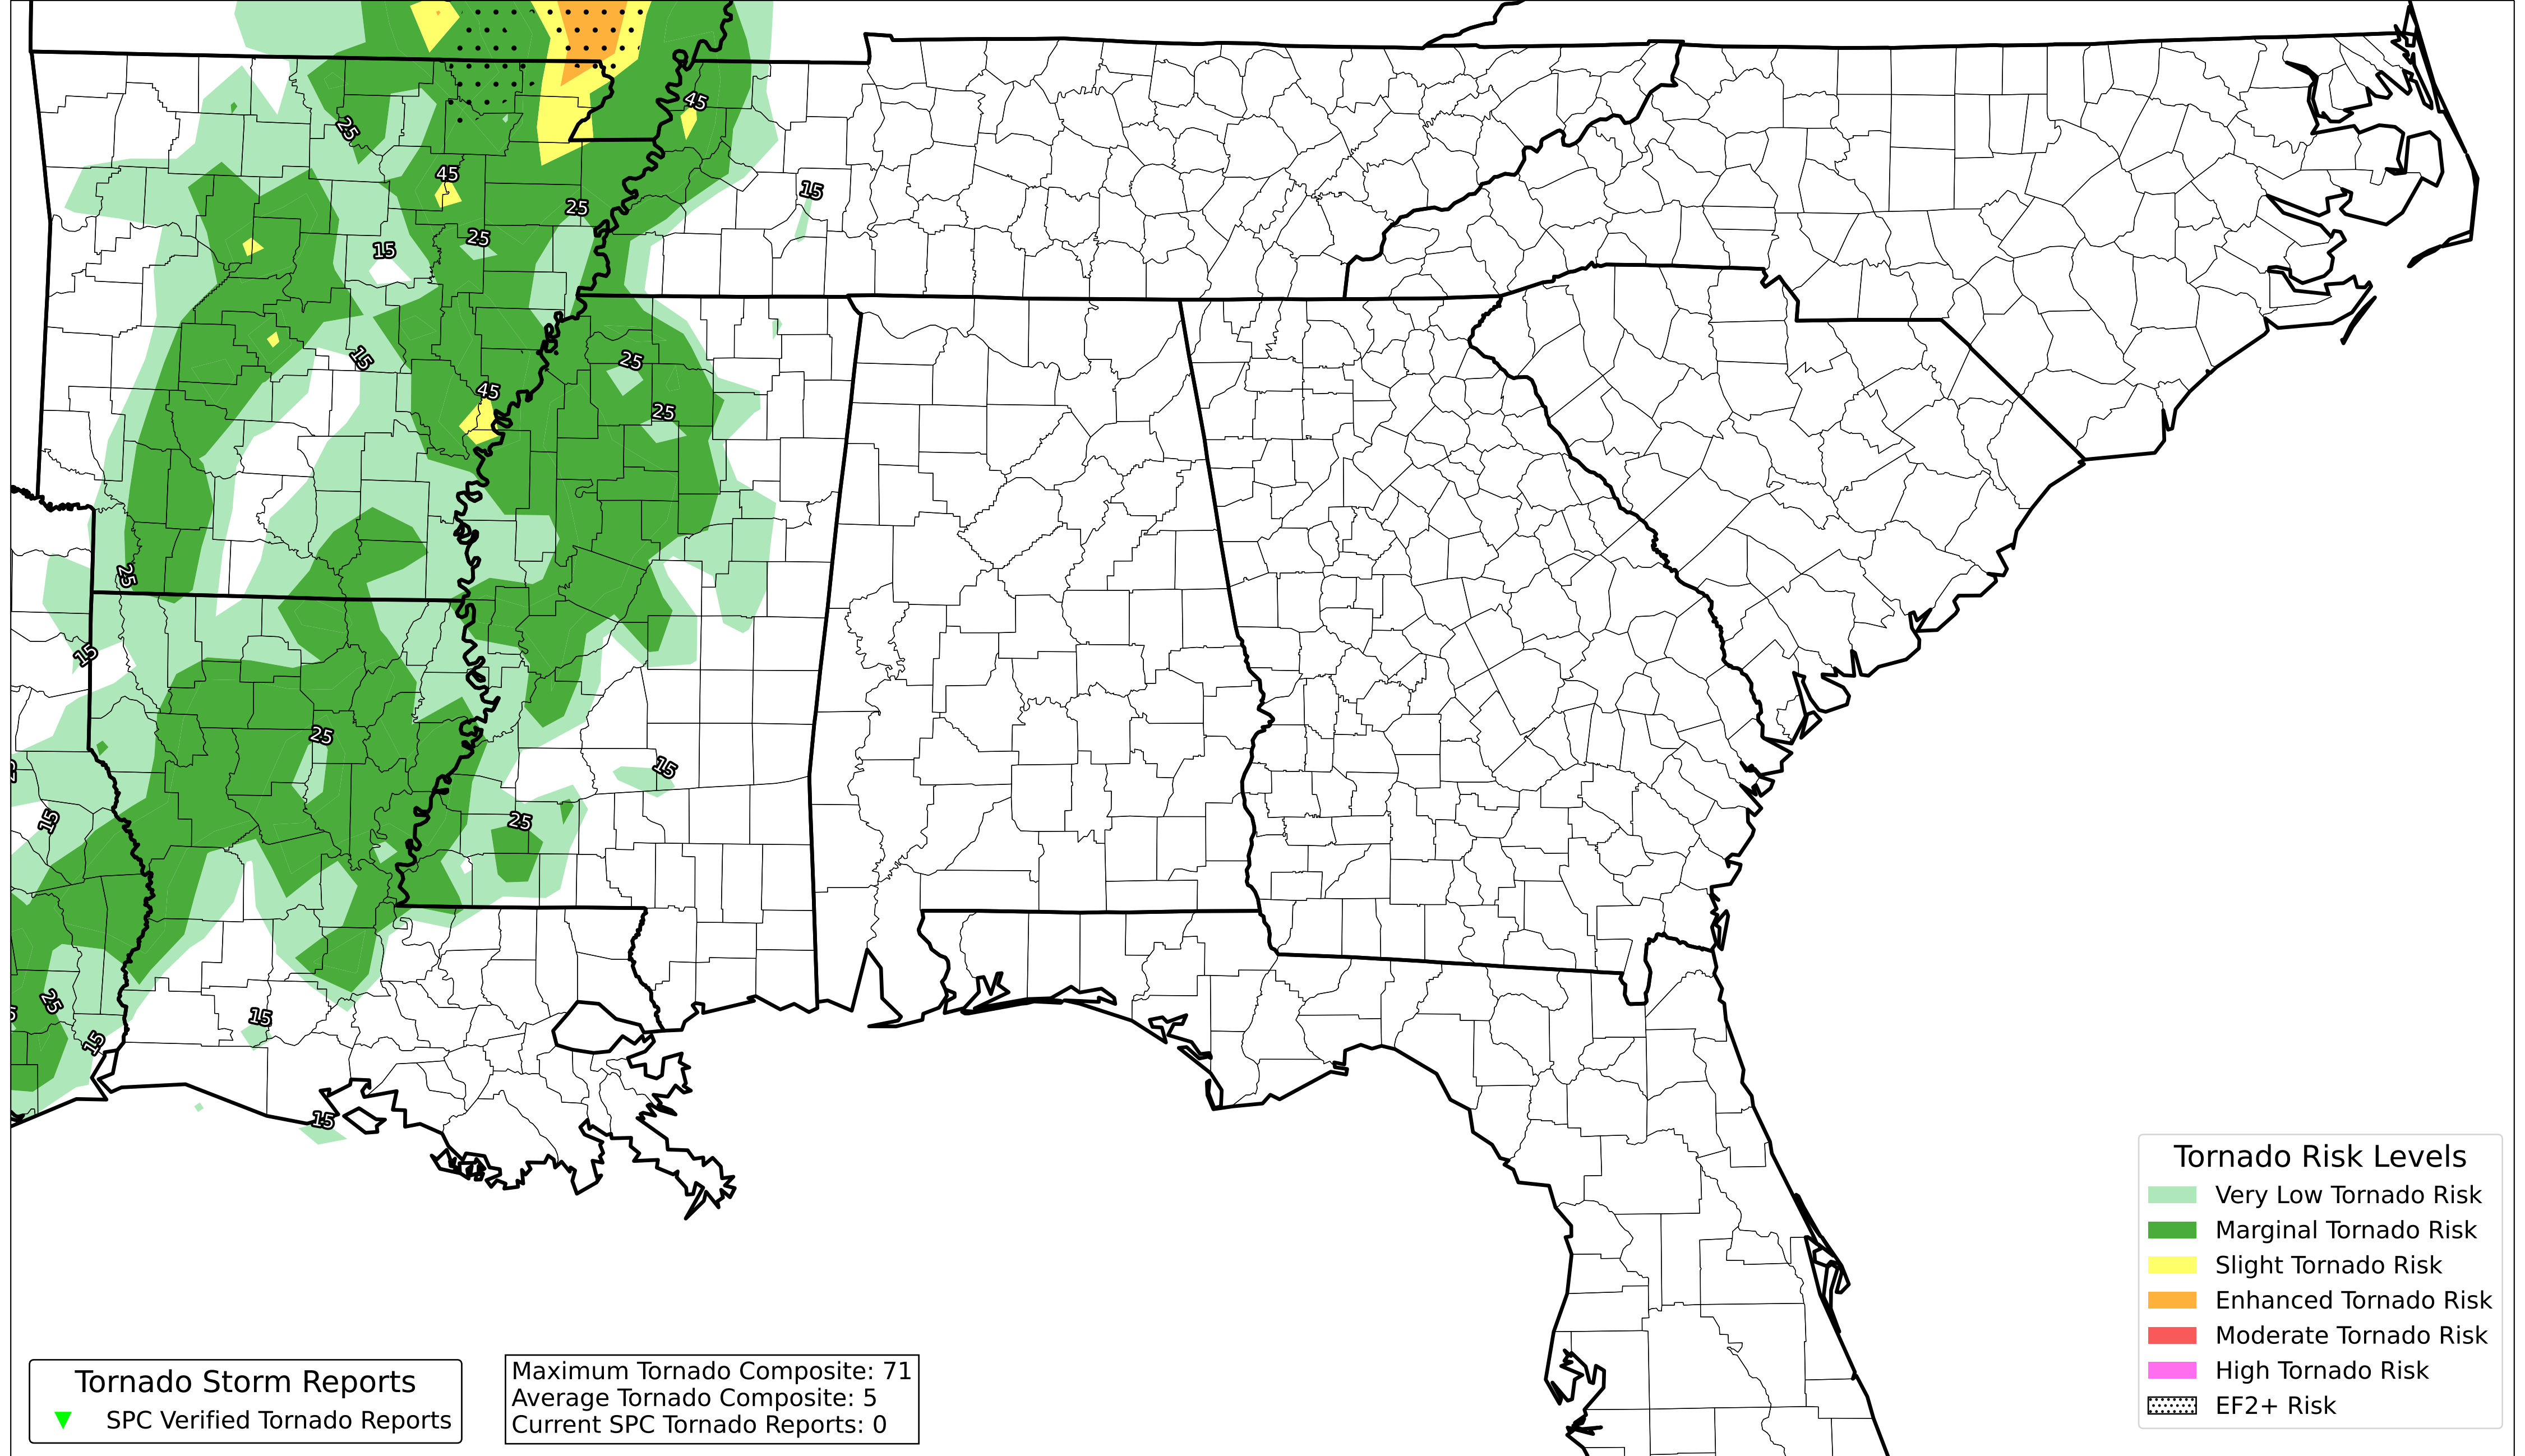 45
25
45
15
25
25
15
15
25
45
25
25
15
25
15
15
25
15
25
15
15
15
Tornado Risk Levels
Very Low Tornado Risk
Marginal Tornado Risk
Slight Tornado Risk
Enhanced Tornado Risk
Moderate Tornado Risk
High Tornado Risk
EF2+ Risk
Tornado Storm Reports
SPC Verified Tornado Reports
Maximum Tornado Composite: 71
Average Tornado Composite: 5
Current SPC Tornado Reports: 0